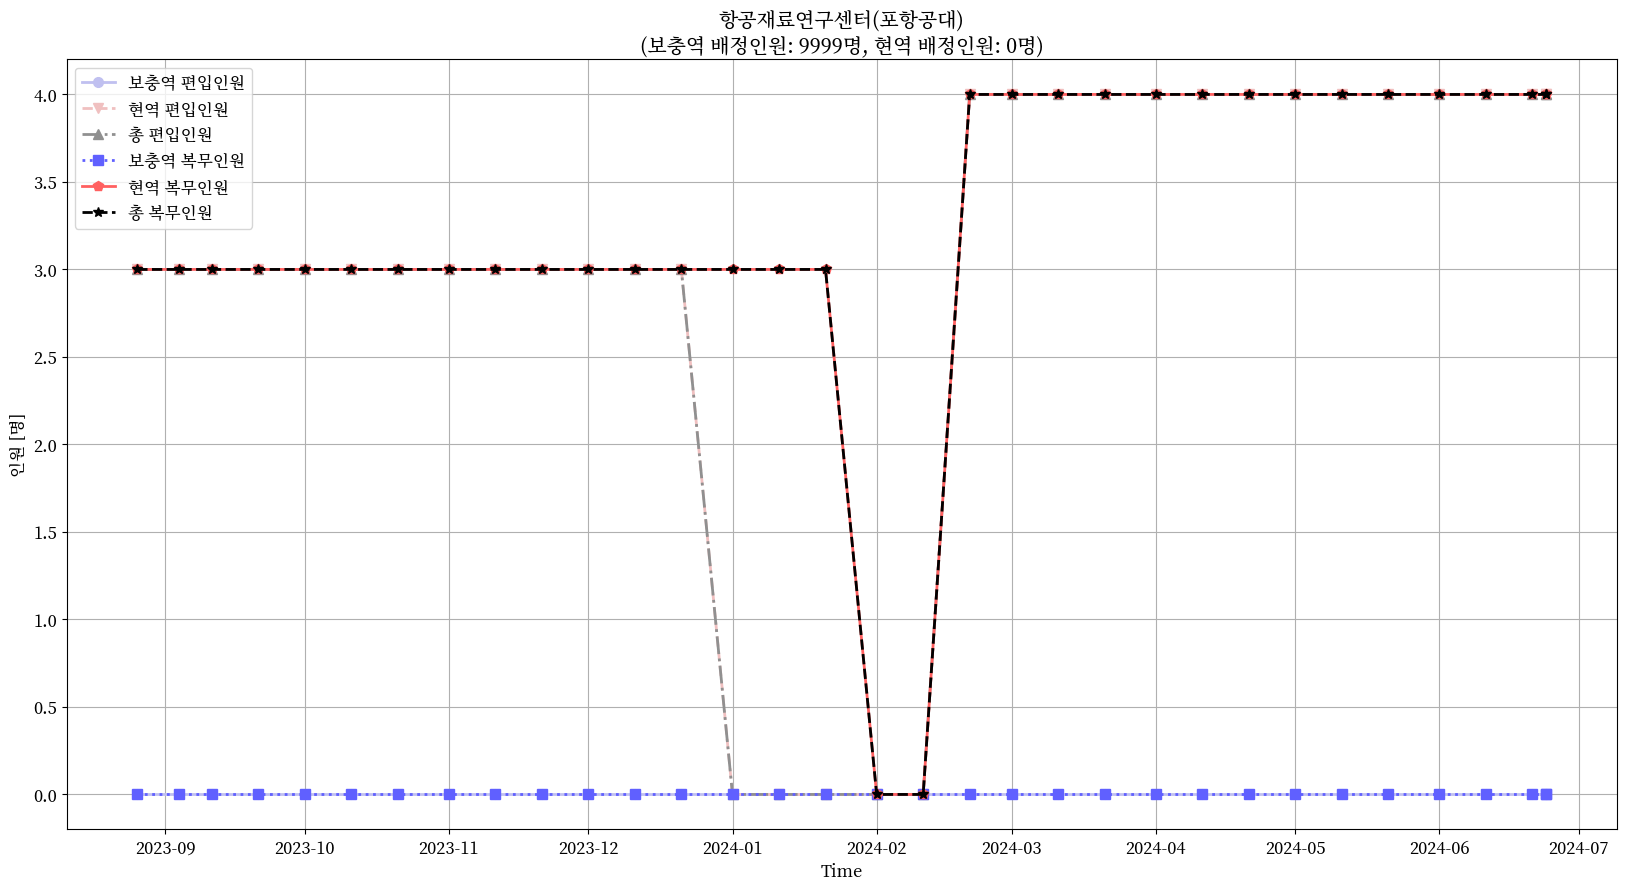 항공재료연구센터(포항공대)
(보충역 배정인원: 9999명, 현역 배정인원: 0명)
보충역 편입인원
현역 편입인원
총 편입인원
보충역 복무인원
현역 복무인원
총 복무인원
인원 [명]
4.0
3.5
3.0
2.5
2.0
1.5
1.0
0.5
0.0
2023-09 2023-10 2023-11 2023-12 2024-01 2024-02 2024-03 2024-04 2024-05 2024-06 2024-07
Time